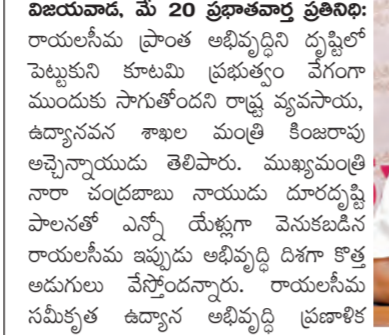 విజయవాడ, మే 20 ప్రభాతవార్త ప్రతినిధి:
రాయలసీమ ప్రాంత అభివృద్ధిని దృష్టిలో
పెట్టుకుని కూటమి ప్రభుత్వం వేగంగా
ముందుకు సాగుతోందని రాష్ట్ర వ్యవసాయ,
ఉద్యానవన శాఖల మంత్రి కింజరాపు
అచ్చెన్నాయుడు తెలిపారు. ముఖ్యమంత్రి
నారా చంద్రబాబు నాయుడు దూరదృష్టి
పాలనతో ఎన్నో యేళ్లుగా వెనుకబడిన
రాయలసీమ ఇప్పుడు అభివృద్ధి దిశగా కొత్త
అడుగులు వేస్తోందన్నారు. రాయలసీమ
సమీకృత ఉద్యాన అభివృద్ధి ప్రణాళిక